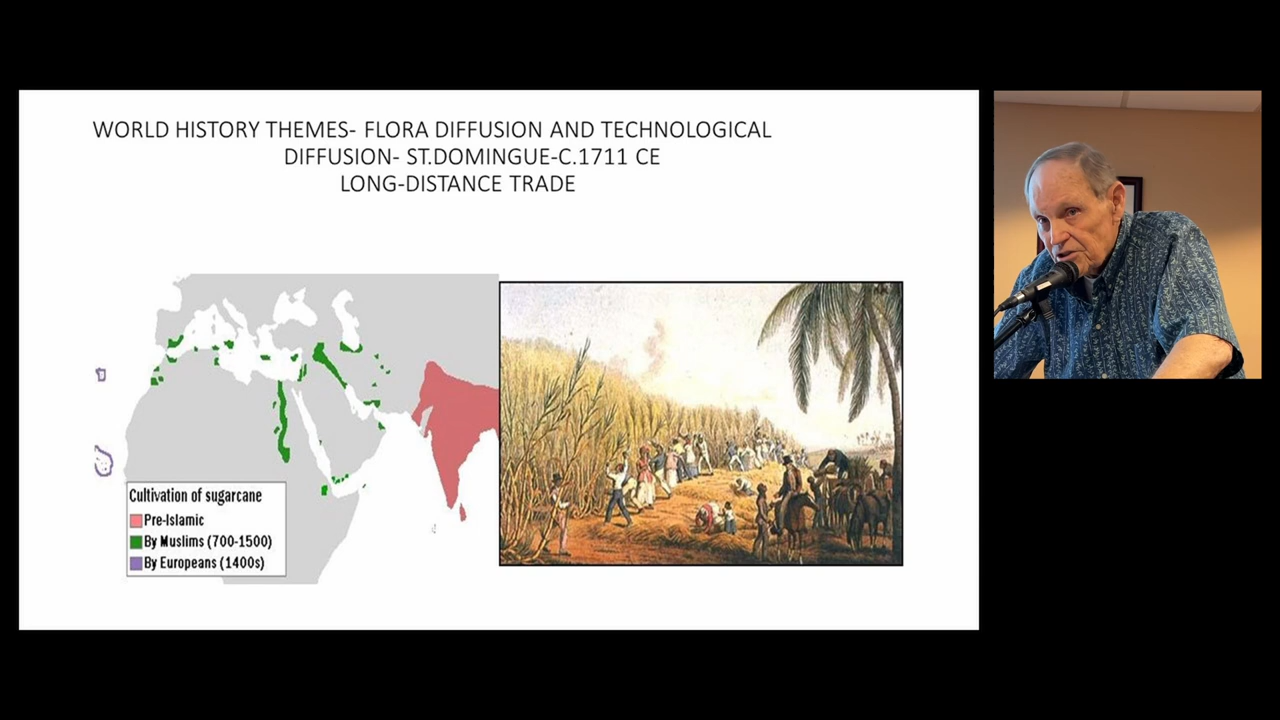 WORLD HISTORY THEMES- FLORA DIFFUSION AND TECHNOLOGICAL
DIFFUSION- ST.DOMINGUE-C.1711 CE
LONG-DISTANCE TRADE
Cultivation of sugarcane
Pre-Islamic
By Muslims (700-1500)
By Europeans (1400s)